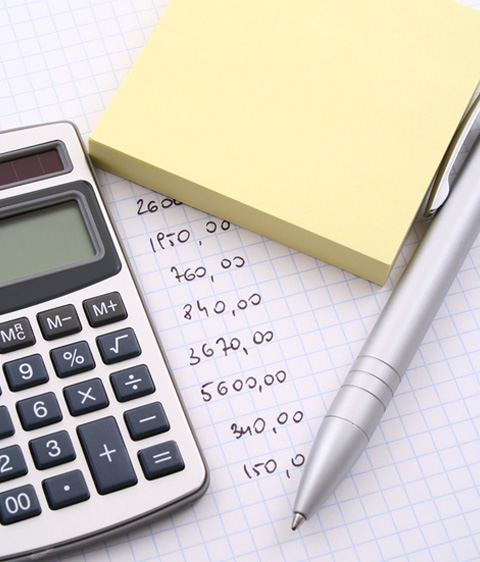 2600
1950,00
760,00
840,00
3670,00
5600,00
340,00
150,0
MRC M− M+
9 % √
6 × ÷
2 3 + −
00 . =